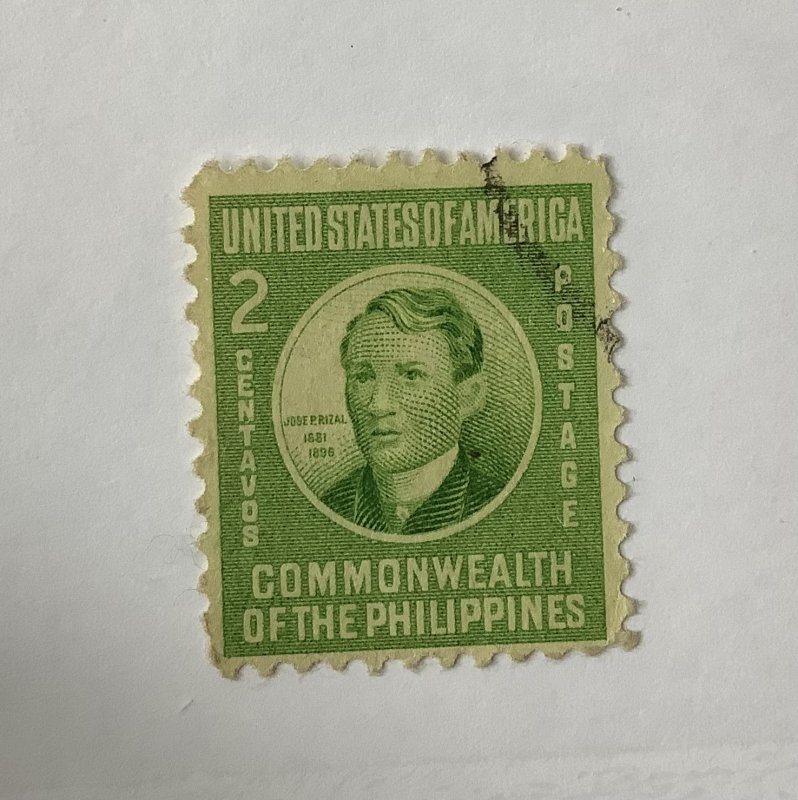 UNITED STATES OF AMERICA
2
CENTAVOS
POSTAGE
JOSE P. RIZAL
1861
1896
COMMONWEALTH
OF THE PHILIPPINES